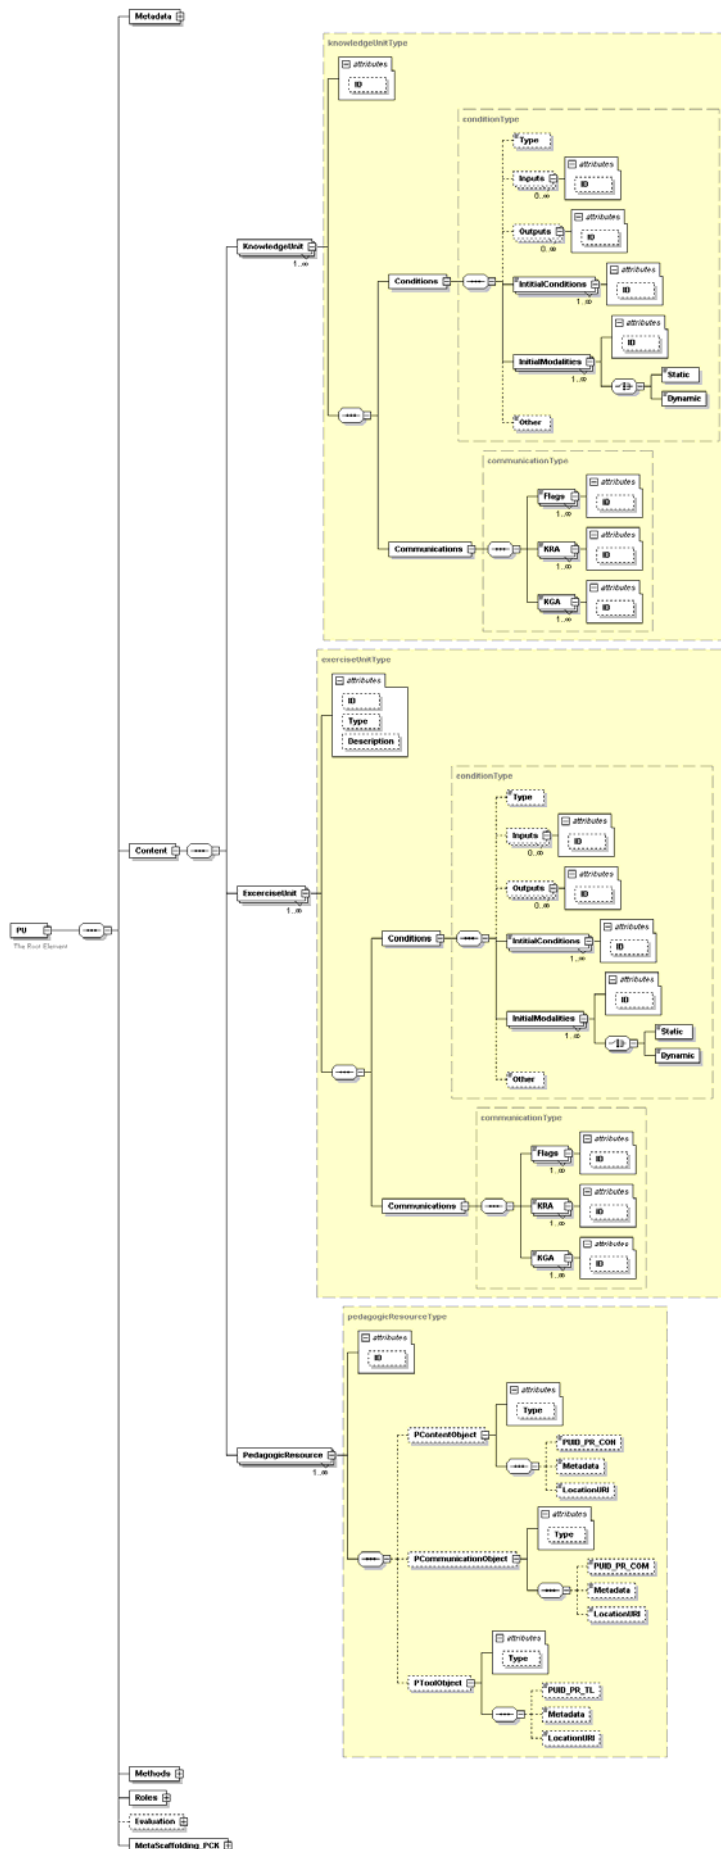 Metadata
knowledgeUnitType
attributes
ID
conditionType
Type
attributes
Inputs
ID
0..∞
attributes
Outputs
ID
0..∞
KnowledgeUnit
1..∞
attributes
Conditions
IntitialConditions
ID
1..∞
attributes
ID
InitialModalities
1..∞
Static
Dynamic
Other
communicationType
attributes
Flags
ID
1..∞
attributes
Communications
KRA
ID
1..∞
attributes
KGA
ID
1..∞
exerciseUnitType
attributes
ID
Type
Description
conditionType
Type
attributes
Inputs
ID
0..∞
Content
attributes
Outputs
ID
0..∞
ExcerciseUnit
1..∞
PU
The Root Element
attributes
Conditions
IntitialConditions
ID
1..∞
attributes
ID
InitialModalities
1..∞
Static
Dynamic
Other
communicationType
attributes
Flags
ID
1..∞
attributes
Communications
KRA
ID
1..∞
attributes
KGA
ID
1..∞
pedagogicResourceType
attributes
ID
attributes
Type
PContentObject
PUID_PR_CON
PedagogicResource
1..∞
Metadata
LocationURI
attributes
Type
PCommunicationObject
PUID_PR_COM
Metadata
LocationURI
attributes
Type
PToolObject
PUID_PR_TL
Metadata
LocationURI
Methods
Roles
Evaluation
MetaScaffolding_PCK